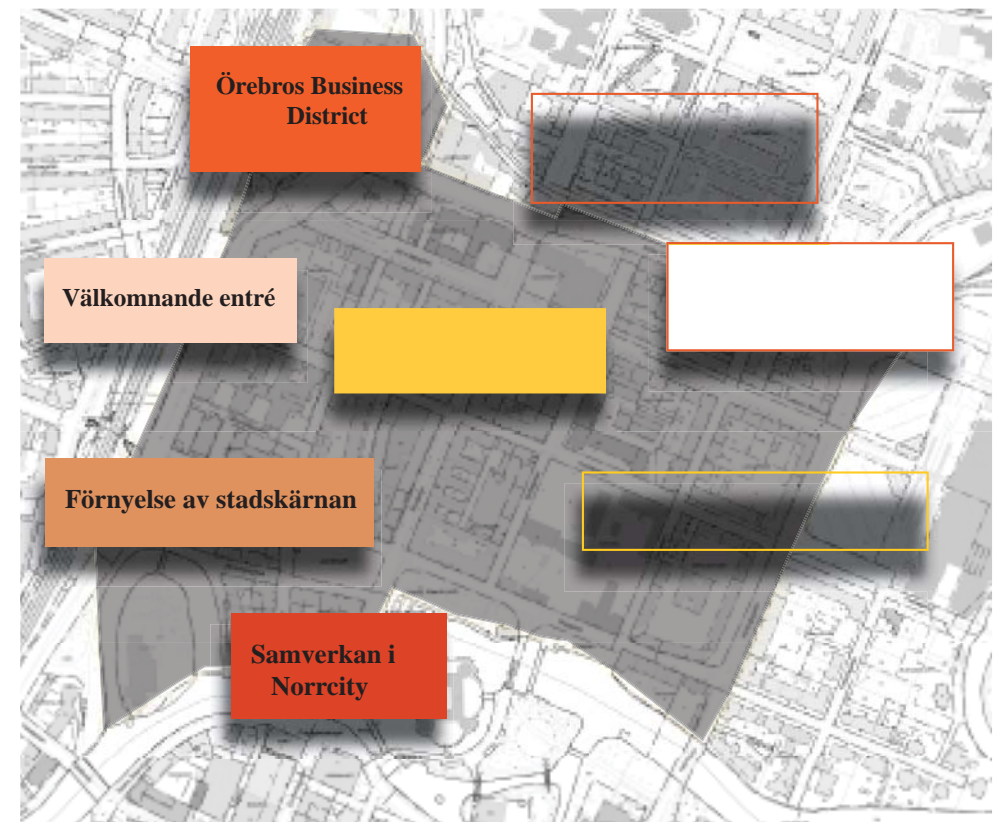 Örebros Business
District
Välkomnande entré
Förnyelse av stadskärnan
Samverkan i
Norrcity